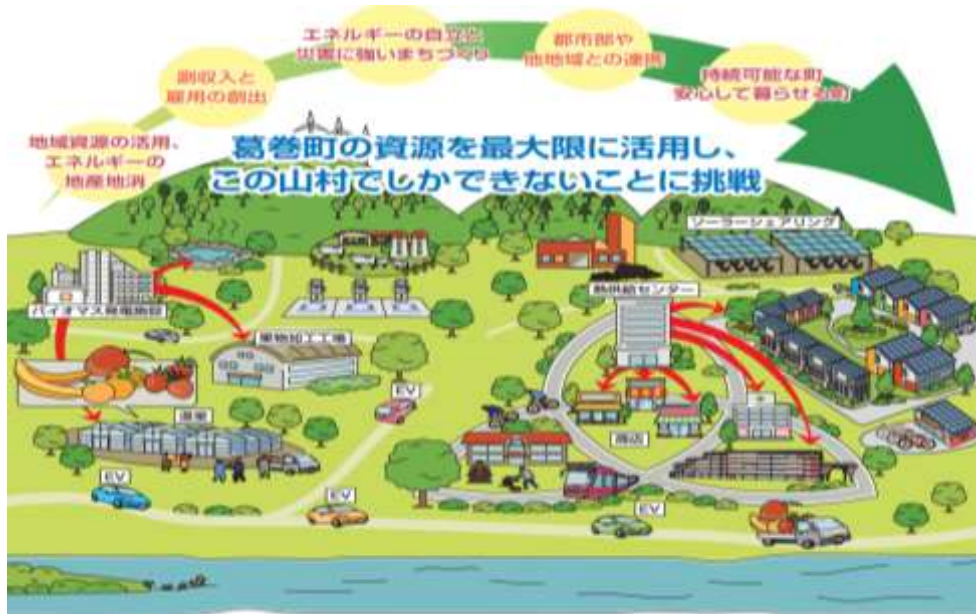 地域資源の活用、
エネルギーの
地産地消
副収入と
雇用の創出
エネルギーの自立と
災害に強いまちづくり
都市部や
他地域との連携
持続可能な町
安心して暮らせる町
葛巻町の資源を最大限に活用し、
この山村でしかできないことに挑戦
ソーラーシェアリング
バイオマス発電施設
熱供給センター
果物加工工場
EV
温室
商店
EV
EV
EV